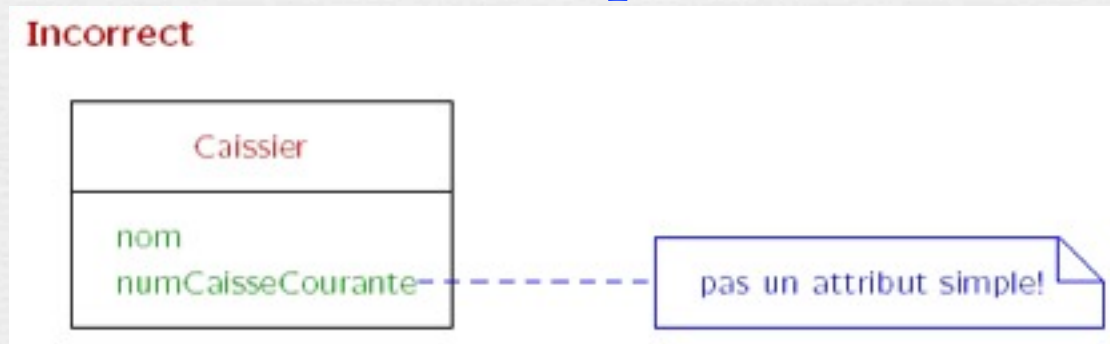 Incorrect
Caissier
nom
numCaisseCourante
pas un attribut simple!